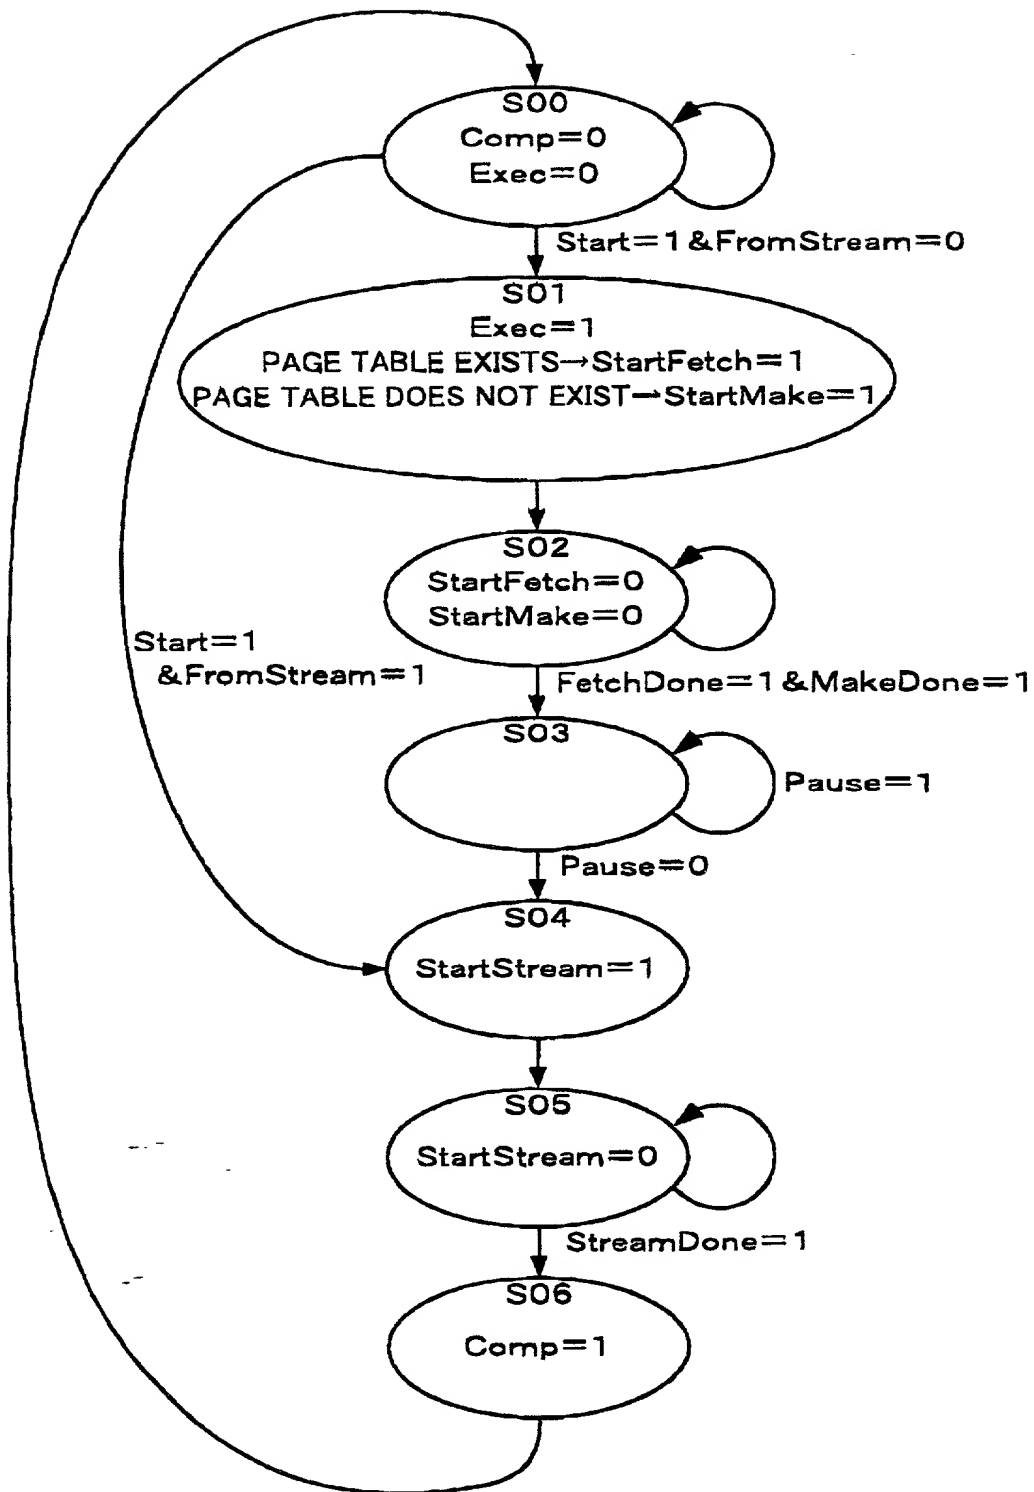 S00
Comp=0
Exec=0
Start=1 &FromStream=0
S01
Exec=1
PAGE TABLE EXISTS→StartFetch=1
PAGE TABLE DOES NOT EXIST→StartMake=1
S02
StartFetch=0
StartMake=0
Start=1
&FromStream=1
FetchDone=1 &MakeDone=1
S03
Pause=1
Pause=0
S04
StartStream=1
S05
StartStream=0
StreamDone=1
S06
Comp=1